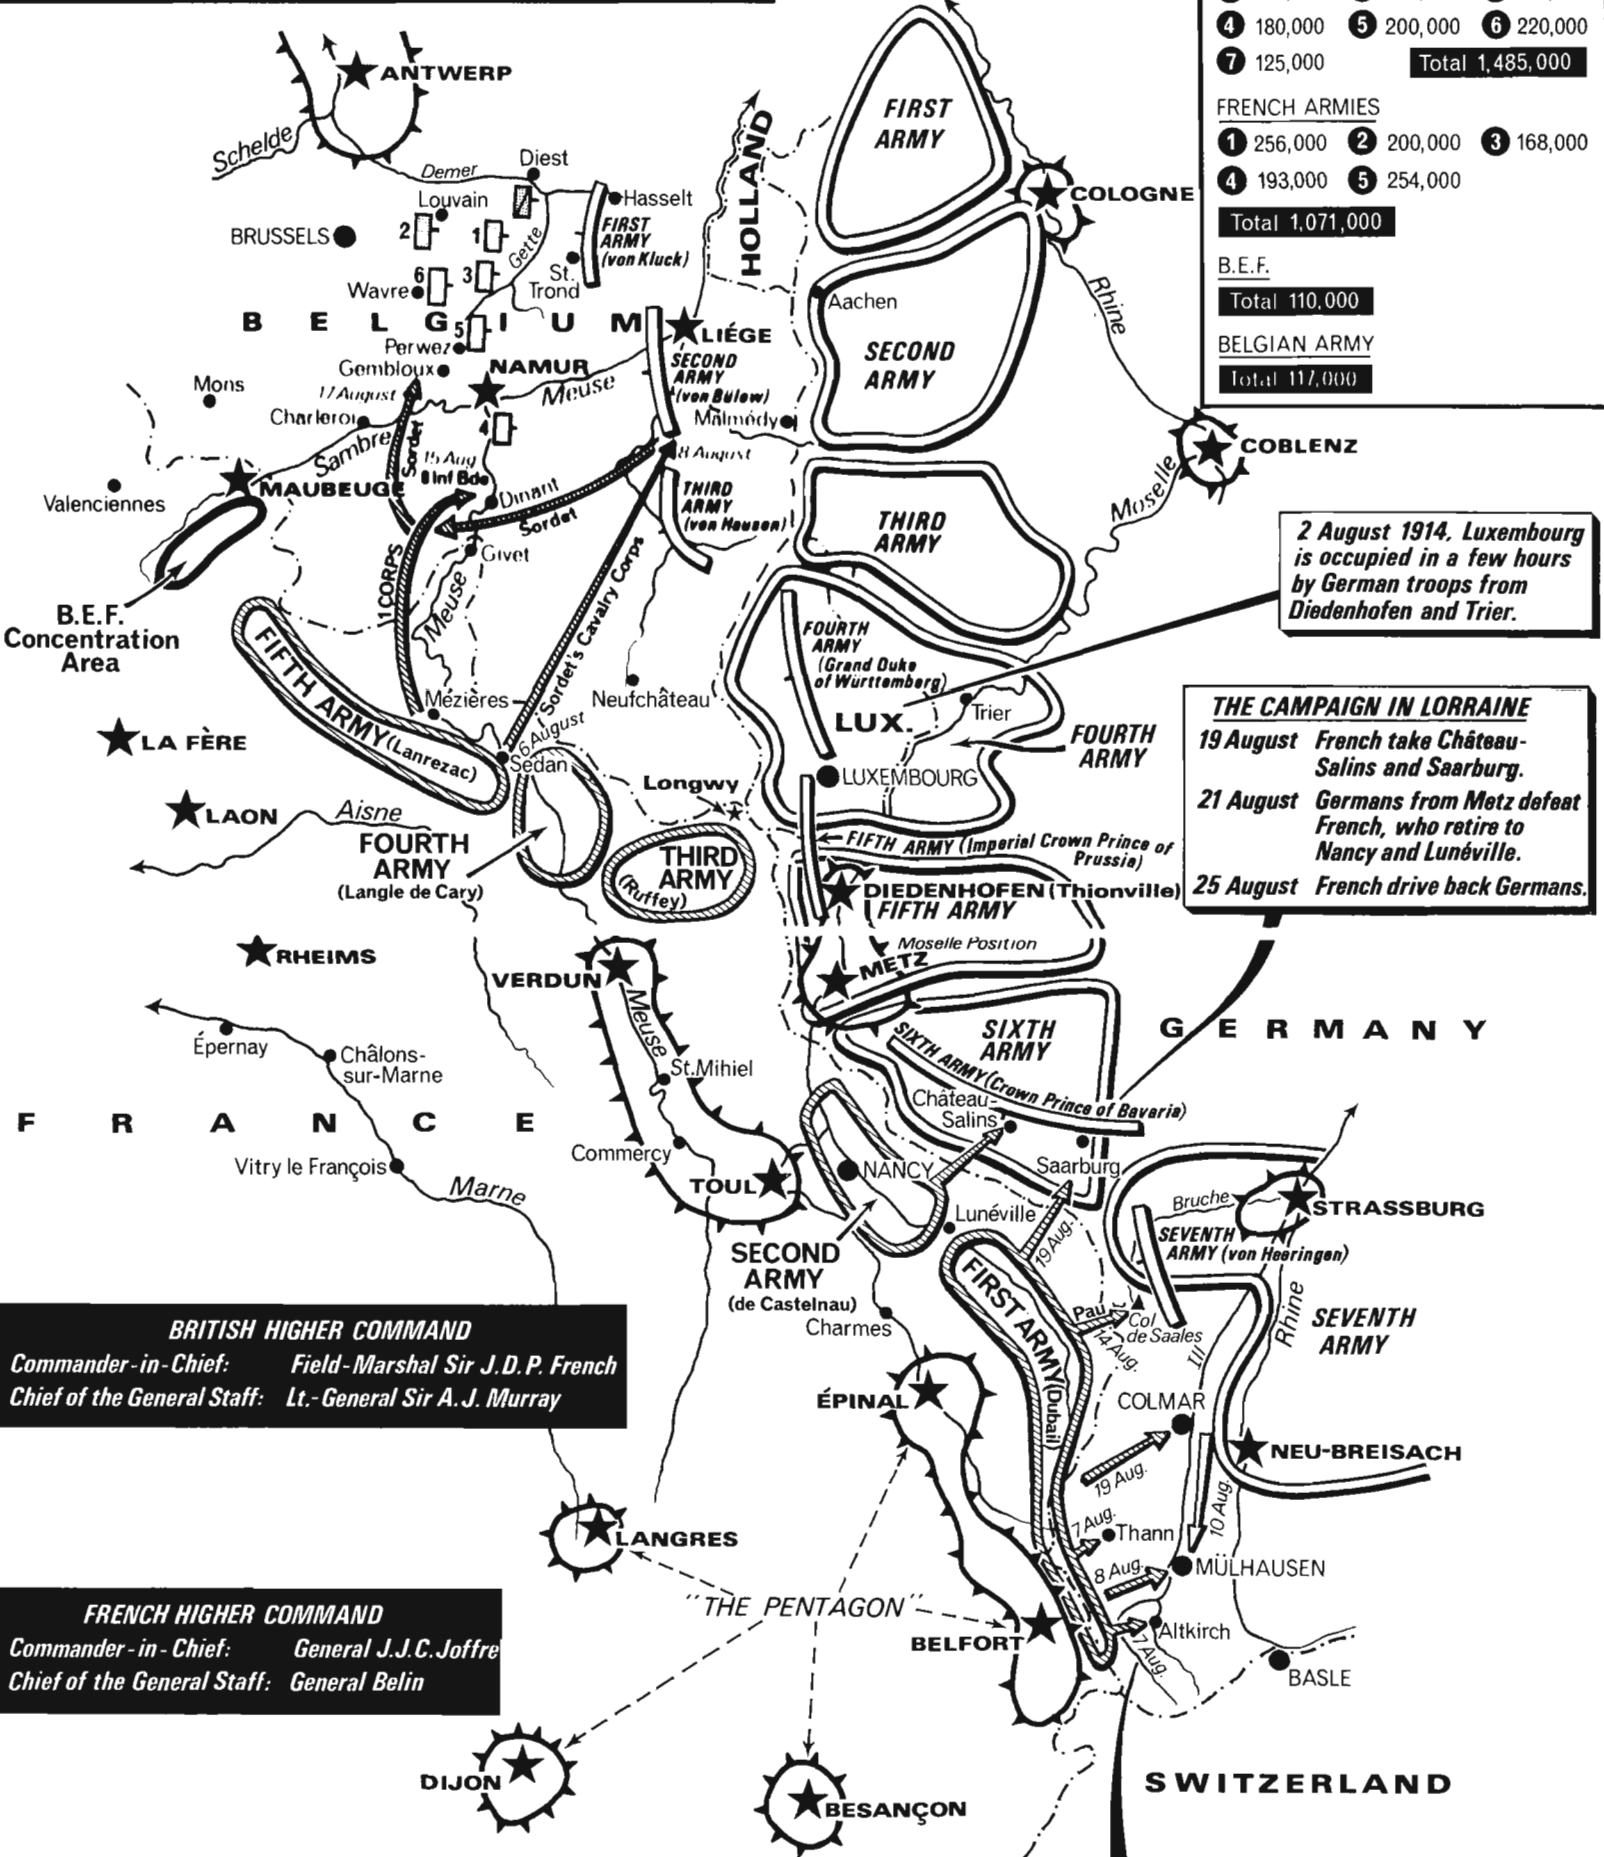 4 180,000 5 200,000 6 220,000
7 125,000 Total 1,485,000
FRENCH ARMIES
1 256,000 2 200,000 3 168,000
4 193,000 5 254,000
Total 1,071,000
B.E.F.
Total 110,000
BELGIAN ARMY
Total 117,000
ANTWERP
Schelde
Demer
Diest
Louvain
Hasselt
BRUSSELS
2
1
Gette
FIRST
ARMY
(von Kluck)
St.
Trond
6
3
Wavre
HOLLAND
FIRST
ARMY
COLOGNE
Rhine
Aachen
BELGIUM
5
Perwez
LIÉGE
Gembloux
NAMUR
Meuse
SECOND
ARMY
(von Bülow)
SECOND
ARMY
Mons
17 August
Charleroi
Sambre
Sordet
4
Malmédy
COBLENZ
Moselle
15 Aug
8 Inf Bde
8 August
MAUBEUGE
Valenciennes
Dinant
Sordet
THIRD
ARMY
(von Hausen)
THIRD
ARMY
2 August 1914. Luxembourg
is occupied in a few hours
by German troops from
Diedenhofen and Trier.
Givet
1 CORPS
Meuse
B.E.F.
Concentration
Area
Sordet's Cavalry Corps
FIFTH ARMY (Lanrezac)
FOURTH
ARMY
(Grand Duke
of Württemberg)
Mézières
Neufchâteau
LUX.
Trier
THE CAMPAIGN IN LORRAINE
19 August French take Château-
Salins and Saarburg.
21 August Germans from Metz defeat
French, who retire to
Nancy and Lunéville.
25 August French drive back Germans.
LA FÈRE
6 August
Sedan
FOURTH
ARMY
Longwy
LUXEMBOURG
LAON
Aisne
FOURTH
ARMY
(Langle de Cary)
THIRD
ARMY
(Ruffey)
FIFTH ARMY (Imperial Crown Prince of
Prussia)
DIEDENHOFEN (Thionville)
FIFTH ARMY
Moselle Position
METZ
RHEIMS
VERDUN
Meuse
Épernay
Châlons-
sur-Marne
St.Mihiel
SIXTH
ARMY
GERMANY
SIXTH ARMY (Crown Prince of Bavaria)
Château-
Salins
FRANCE
Commercy
Vitry le François
Marne
TOUL
NANCY
Saarburg
Lunéville
19 Aug.
Bruche
STRASSBURG
SEVENTH
ARMY (von Heeringen)
SECOND
ARMY
(de Castelnau)
FIRST ARMY (Dubail)
Charmes
Pau
14 Aug.
Col
de Saales
Ill
Rhine
SEVENTH
ARMY
BRITISH HIGHER COMMAND
Commander-in-Chief: Field-Marshal Sir J.D.P. French
Chief of the General Staff: Lt.-General Sir A.J. Murray
ÉPINAL
COLMAR
19 Aug.
NEU-BREISACH
10 Aug.
LANGRES
7 Aug.
Thann
8 Aug.
MÜLHAUSEN
"THE PENTAGON"
BELFORT
Altkirch
7 Aug.
BASLE
FRENCH HIGHER COMMAND
Commander-in-Chief: General J.J.C. Joffre
Chief of the General Staff: General Belin
DIJON
BESANÇON
SWITZERLAND